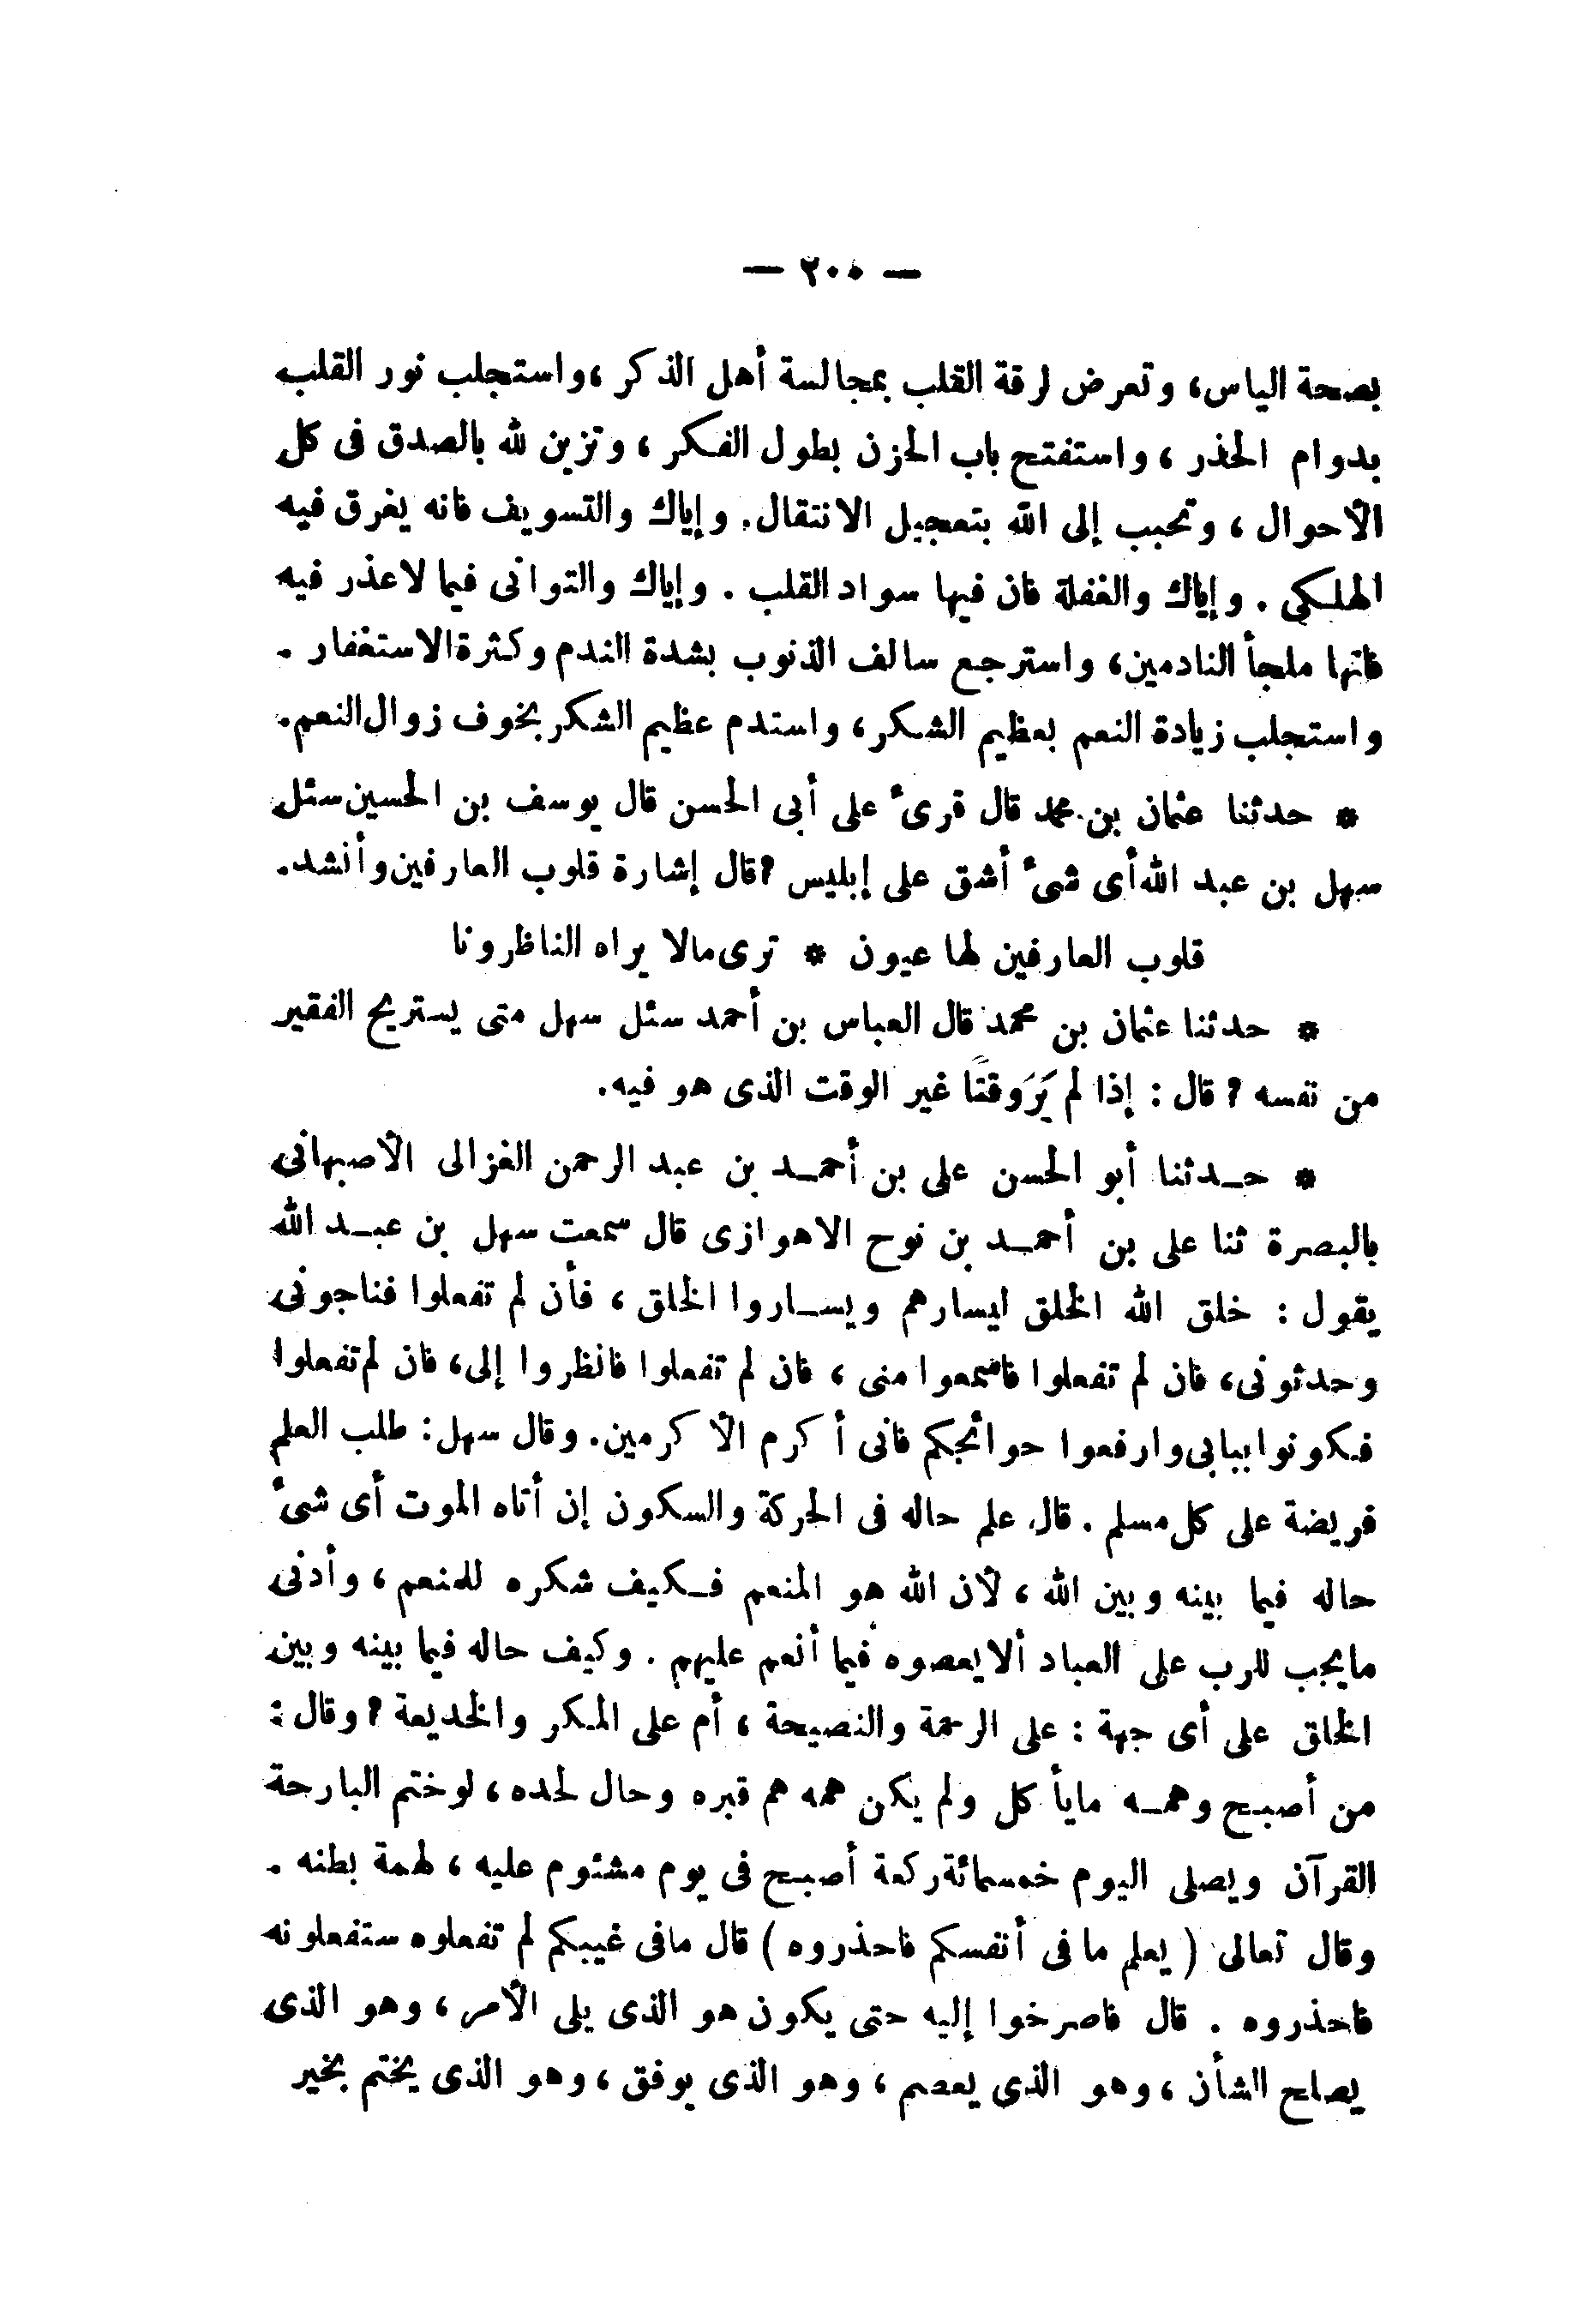 — ٢٠٠ —
بصحة الياس، وتعرض لرقة القلب بمجالسة أهل الذكر، واستجلب نور القلب
بدوام الحذر، واستفتح باب الحزن بطول الفكر، وتزين لله بالصدق فى كل
الأحوال، وتحبب إلى الله بتعجيل الانتقال. وإياك والتسويف فانه يغرق فيه
الهلكى. وإياك والغفلة فان فيها سواد القلب. وإياك والتوانى فيما لا عذر فيه
فانها ملجأ النادمين، واسترجع سالف الذنوب بشدة الندم وكثرة الاستغفار.
واستجلب زيادة النعم بعظيم الشكر، واستدم عظيم الشكر بخوف زوال النعم.
* حدثنا عثمان بن محمد قال قرىء على أبى الحسن قال يوسف بن الحسين سئل
سهل بن عبد الله أى شىء أشق على إبليس؟ قال إشارة قلوب العارفين وأنشد.
قلوب العارفين لها عيون * ترى مالا يراه الناظرونا
* حدثنا عثمان بن محمد قال العباس بن أحمد سئل سهل متى يستريح الفقير
من نفسه؟ قال: إذا لم يَرَ وقتًا غير الوقت الذى هو فيه.
* حدثنا أبو الحسن على بن أحمد بن عبد الرحمن الغزالى الأصبهانى
بالبصرة ثنا على بن أحمد بن نوح الاهوازى قال سمعت سهل بن عبد الله
يقول: خلق الله الخلق ليسارهم ويساروا الخلق، فأن لم تفعلوا فناجونى
وحدثونى، فان لم تفعلوا فاسمعوا منى، فان لم تفعلوا فانظروا إلى، فان لم تفعلوا
فكونوا ببابى وارفعوا حوائجكم فانى أكرم الأكرمين. وقال سهل: طلب العلم
فريضة على كل مسلم. قال علم حاله فى الحركة والسكون إن أتاه الموت أى شىء
حاله فيما بينه وبين الله، لأن الله هو المنعم فكيف شكره للمنعم، وأدنى
مايجب للرب على العباد ألا يعصوه فيما أنعم عليهم. وكيف حاله فيما بينه وبين
الخلق على أى جهة: على الرحمة والنصيحة، أم على المكر والخديعة؟ وقال:
من أصبح وهمه مايأكل ولم يكن همه هم قبره وحال لحده، لو ختم البارحة
القرآن ويصلى اليوم خمسمائة ركعة أصبح فى يوم مشئوم عليه، لهمة بطنه.
وقال تعالى (يعلم ما فى أنفسكم فاحذروه) قال مافى غيبكم لم تفعلوه ستفعلونه
فاحذروه. قال فاصرخوا إليه حتى يكون هو الذى يلى الأمر، وهو الذى
يصلح الشأن، وهو الذى يعصم، وهو الذى يوفق، وهو الذى يختم بخير